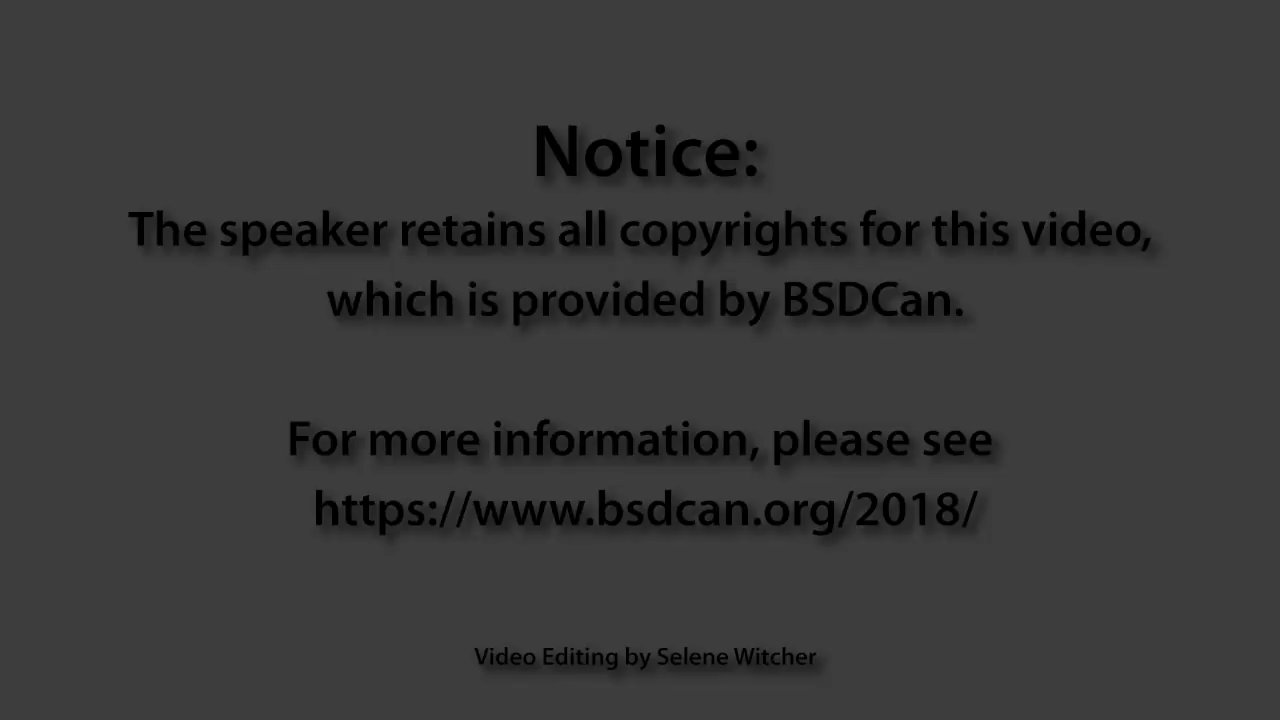 Notice:
The speaker retains all copyrights for this video,
which is provided by BSDCan.
For more information, please see
https://www.bsdcan.org/2018/
Video Editing by Selene Witcher